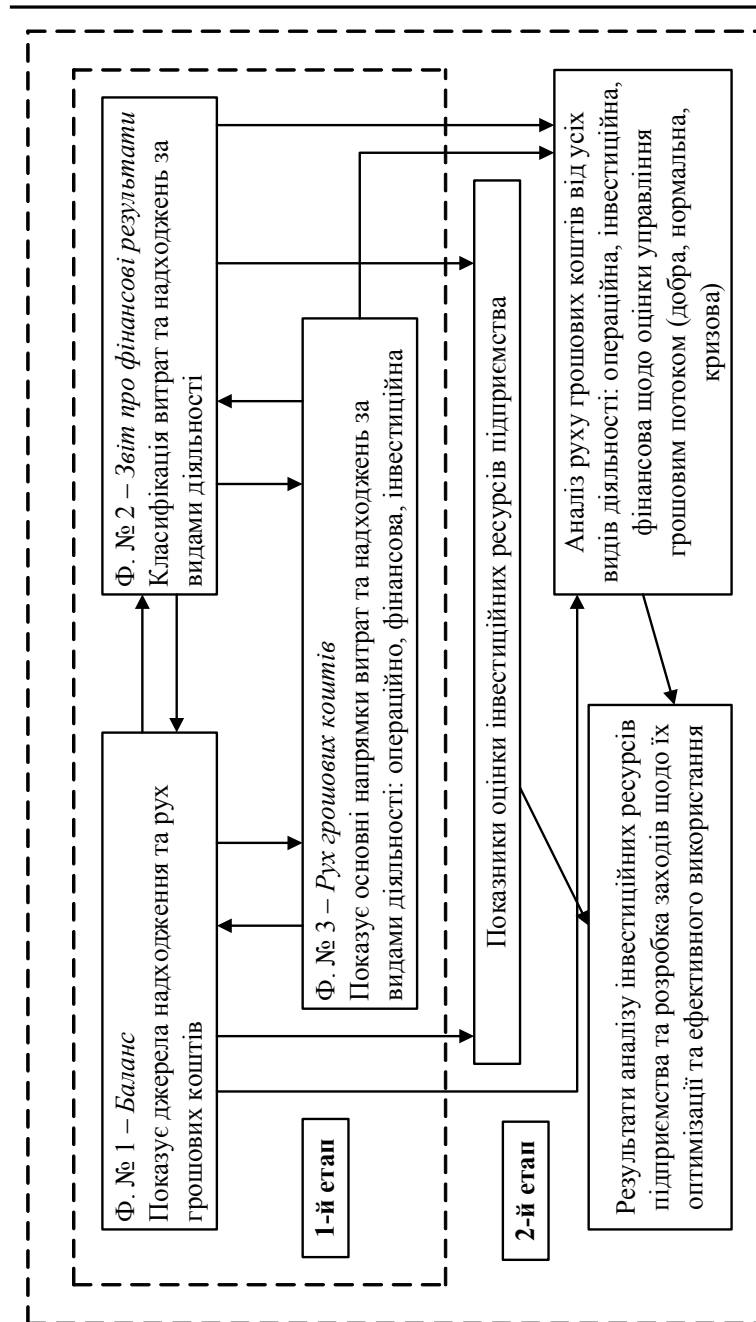 Ф. № 1 – Баланс
Показує джерела надходження та рух
грошових коштів
Ф. № 2 – Звіт про фінансові результати
Класифікація витрат та надходжень за
видами діяльності
Ф. № 3 – Рух грошових коштів
Показує основні напрямки витрат та надходжень за
видами діяльності: операційно, фінансова, інвестиційна
1-й етап
Показники оцінки інвестиційних ресурсів підприємства
2-й етап
Результати аналізу інвестиційних ресурсів
підприємства та розробка заходів щодо їх
оптимізації та ефективного використання
Аналіз руху грошових коштів від усіх
видів діяльності: операційна, інвестиційна,
фінансова щодо оцінки управління
грошовим потоком (добра, нормальна,
кризова)